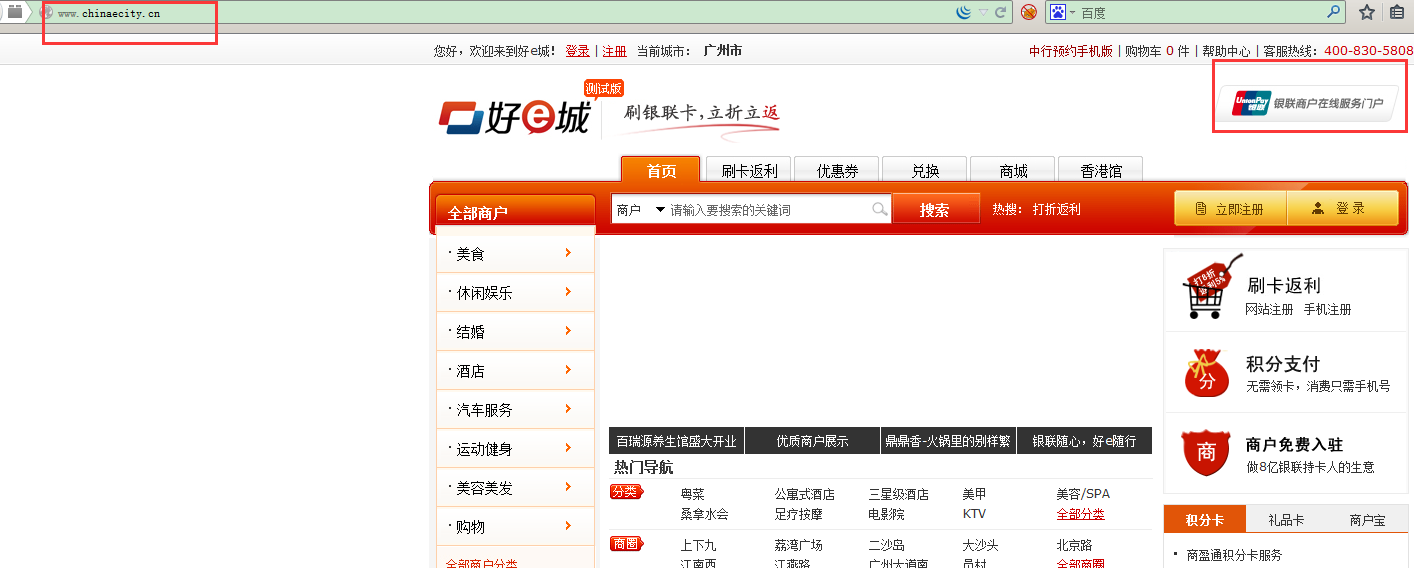 www.chinaecity.cn
百度
您好，欢迎来到好e城！ 登录 | 注册 当前城市： 广州市
中行预约手机版 | 购物车 0 件 | 帮助中心 | 客服热线：400-830-5808
测试版
好e城
刷银联卡，立折立返
UnionPay 银联 银联商户在线服务门户
首页 刷卡返利 优惠券 兑换 商城 香港馆
全部商户
商户 请输入要搜索的关键词 搜索 热搜： 打折返利 立即注册 登 录
· 美食
· 休闲娱乐
· 结婚
· 酒店
· 汽车服务
· 运动健身
· 美容美发
· 购物
全部商户分类
百瑞源养生馆盛大开业 优质商户展示 鼎鼎香-火锅里的别样繁 银联随心，好e随行
热门导航
分类 粤菜 公寓式酒店 三星级酒店 美甲 美容/SPA
桑拿水会 足疗按摩 电影院 KTV 全部分类
商圈 上下九 荔湾广场 二沙岛 大沙头 北京路
江南西 江燕路 广州大道南 员村 全部商圈
打8折
返利5%
刷卡返利
网站注册 手机注册
分
积分支付
无需领卡，消费只需手机号
商
商户免费入驻
做8亿银联持卡人的生意
积分卡 礼品卡 商户宝
· 商盈通积分卡服务